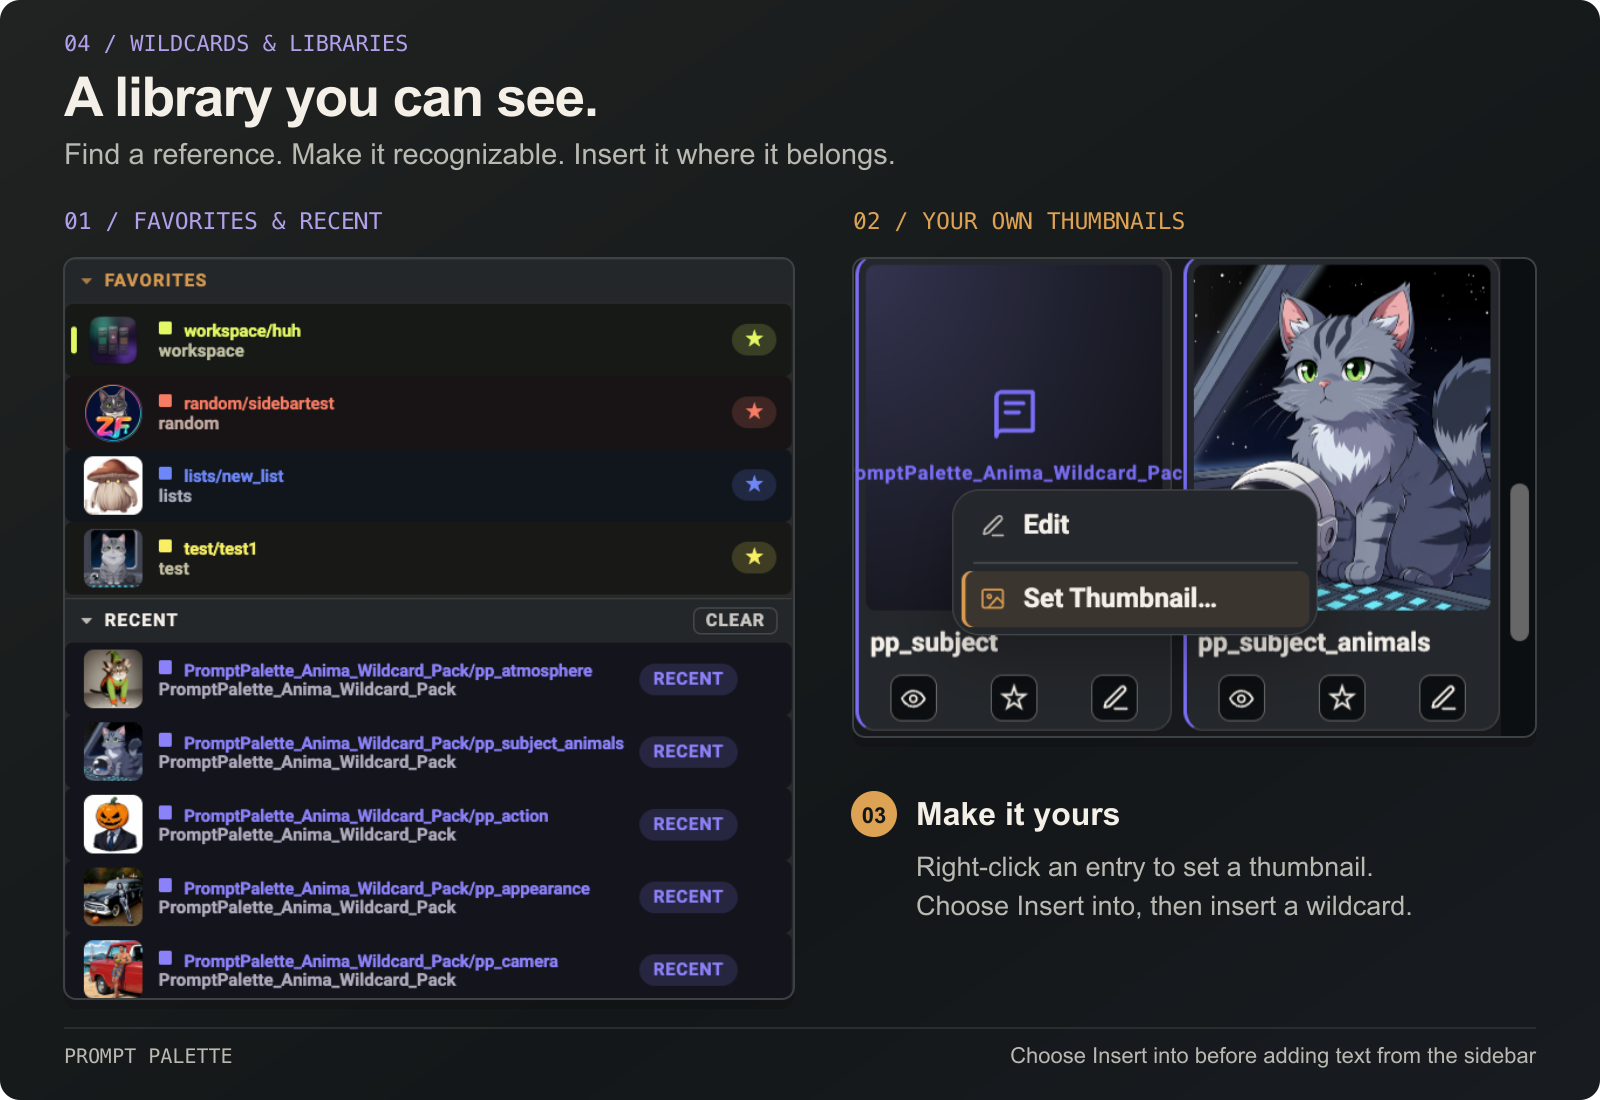 04 / WILDCARDS & LIBRARIES
A library you can see.
Find a reference. Make it recognizable. Insert it where it belongs.
01 / FAVORITES & RECENT
FAVORITES
workspace/huh
workspace
random/sidebartest
random
ZF
lists/new_list
lists
test/test1
test
RECENT
CLEAR
PromptPalette_Anima_Wildcard_Pack/pp_atmosphere
PromptPalette_Anima_Wildcard_Pack
RECENT
PromptPalette_Anima_Wildcard_Pack/pp_subject_animals
PromptPalette_Anima_Wildcard_Pack
RECENT
PromptPalette_Anima_Wildcard_Pack/pp_action
PromptPalette_Anima_Wildcard_Pack
RECENT
PromptPalette_Anima_Wildcard_Pack/pp_appearance
PromptPalette_Anima_Wildcard_Pack
RECENT
PromptPalette_Anima_Wildcard_Pack/pp_camera
PromptPalette_Anima_Wildcard_Pack
RECENT
02 / YOUR OWN THUMBNAILS
omptPalette_Anima_Wildcard_Pac
Edit
Set Thumbnail...
pp_subject
pp_subject_animals
03
Make it yours
Right-click an entry to set a thumbnail.
Choose Insert into, then insert a wildcard.
PROMPT PALETTE
Choose Insert into before adding text from the sidebar